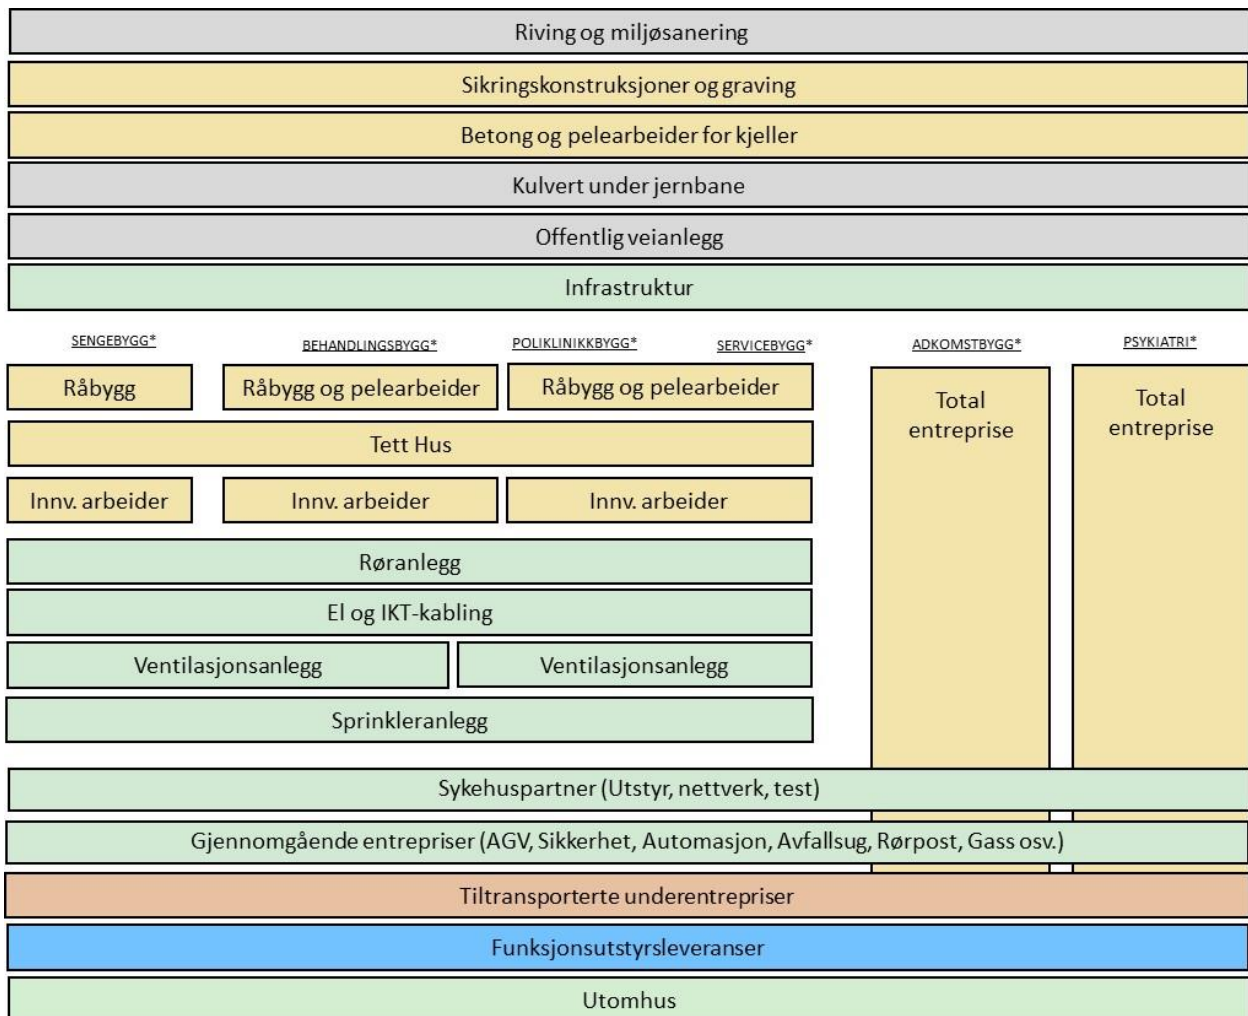 Riving og miljøsanering
Sikringskonstruksjoner og graving
Betong og pelearbeider for kjeller
Kulvert under jernbane
Offentlig veianlegg
Infrastruktur
SENGEBYGG*
BEHANDLINGSBYGG*
POLIKLINIKKBYGG*
SERVICEBYGG*
ADKOMSTBYGG*
PSYKIATRI*
Råbygg
Råbygg og pelearbeider
Råbygg og pelearbeider
Total
entreprise
Total
entreprise
Tett Hus
Innv. arbeider
Innv. arbeider
Innv. arbeider
Røranlegg
El og IKT-kabling
Ventilasjonsanlegg
Ventilasjonsanlegg
Sprinkleranlegg
Sykehuspartner (Utstyr, nettverk, test)
Gjennomgående entrepriser (AGV, Sikkerhet, Automasjon, Avfallsug, Rørpost, Gass osv.)
Tiltransporterte underentrepriser
Funksjonsutstyrsleveranser
Utomhus